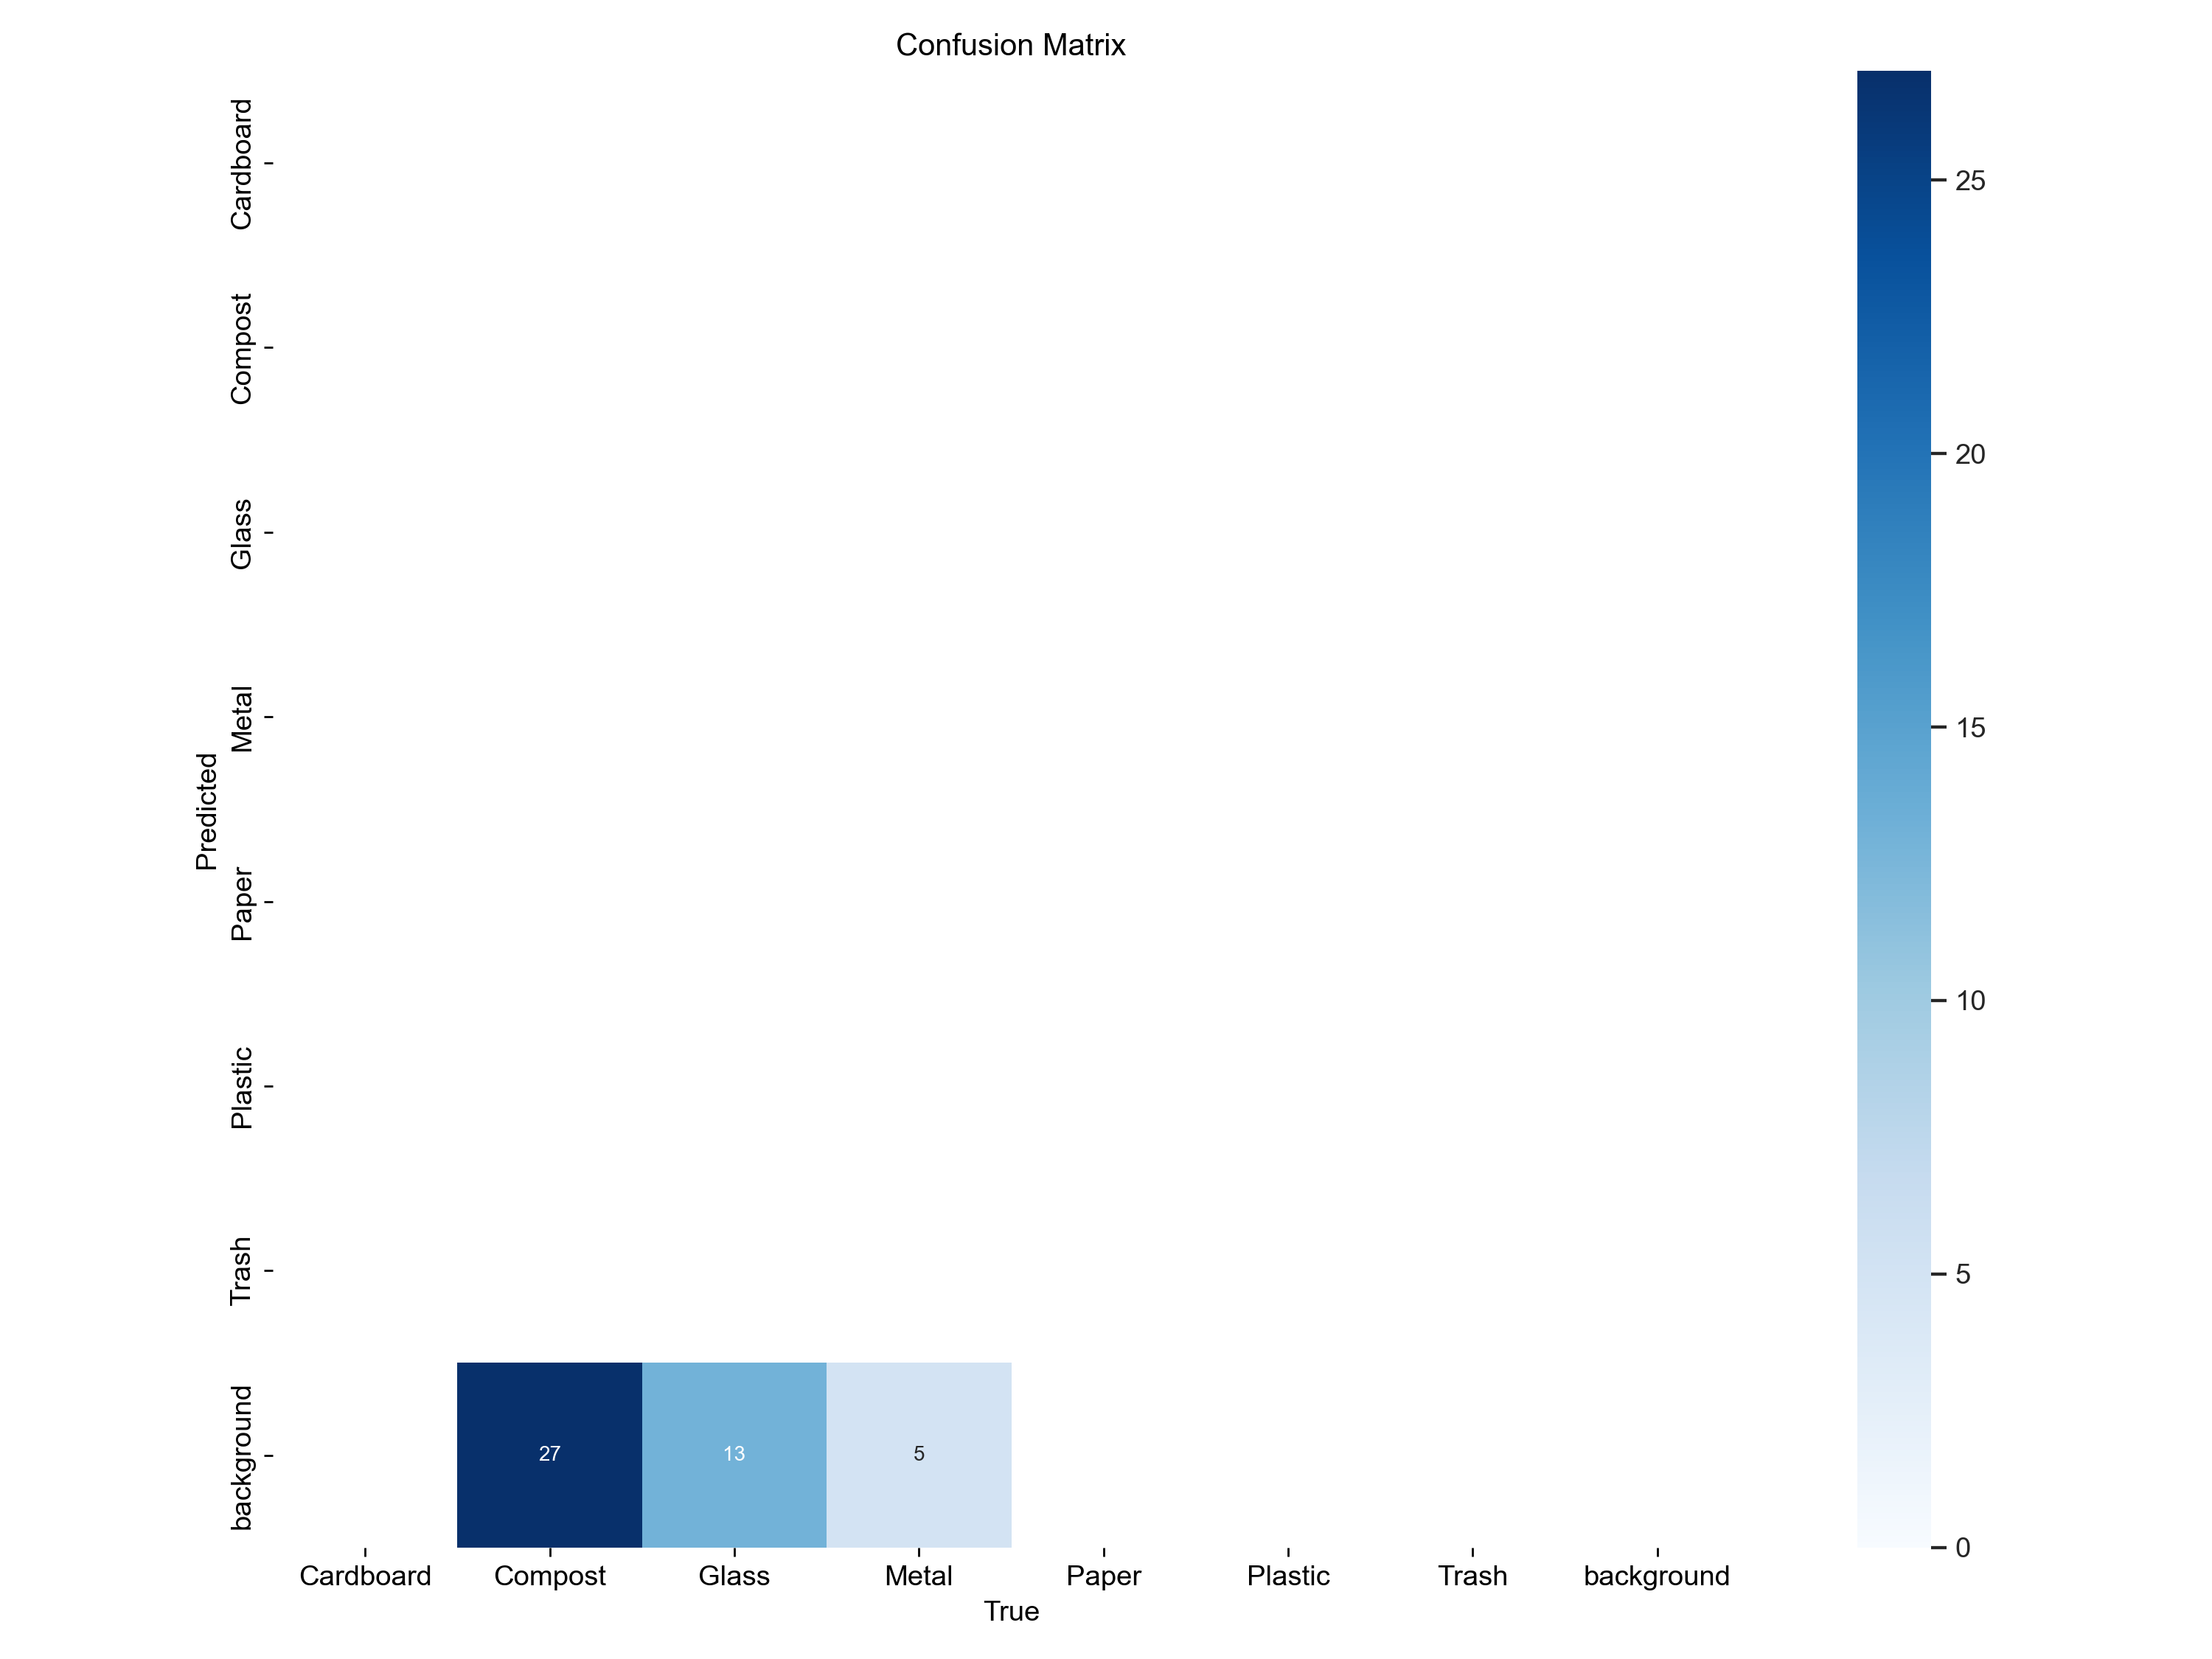 Confusion Matrix
Cardboard
Compost
Glass
Metal
Paper
Plastic
Trash
background
Predicted
27 13 5
Cardboard Compost Glass Metal Paper Plastic Trash background
True
25
20
15
10
5
0